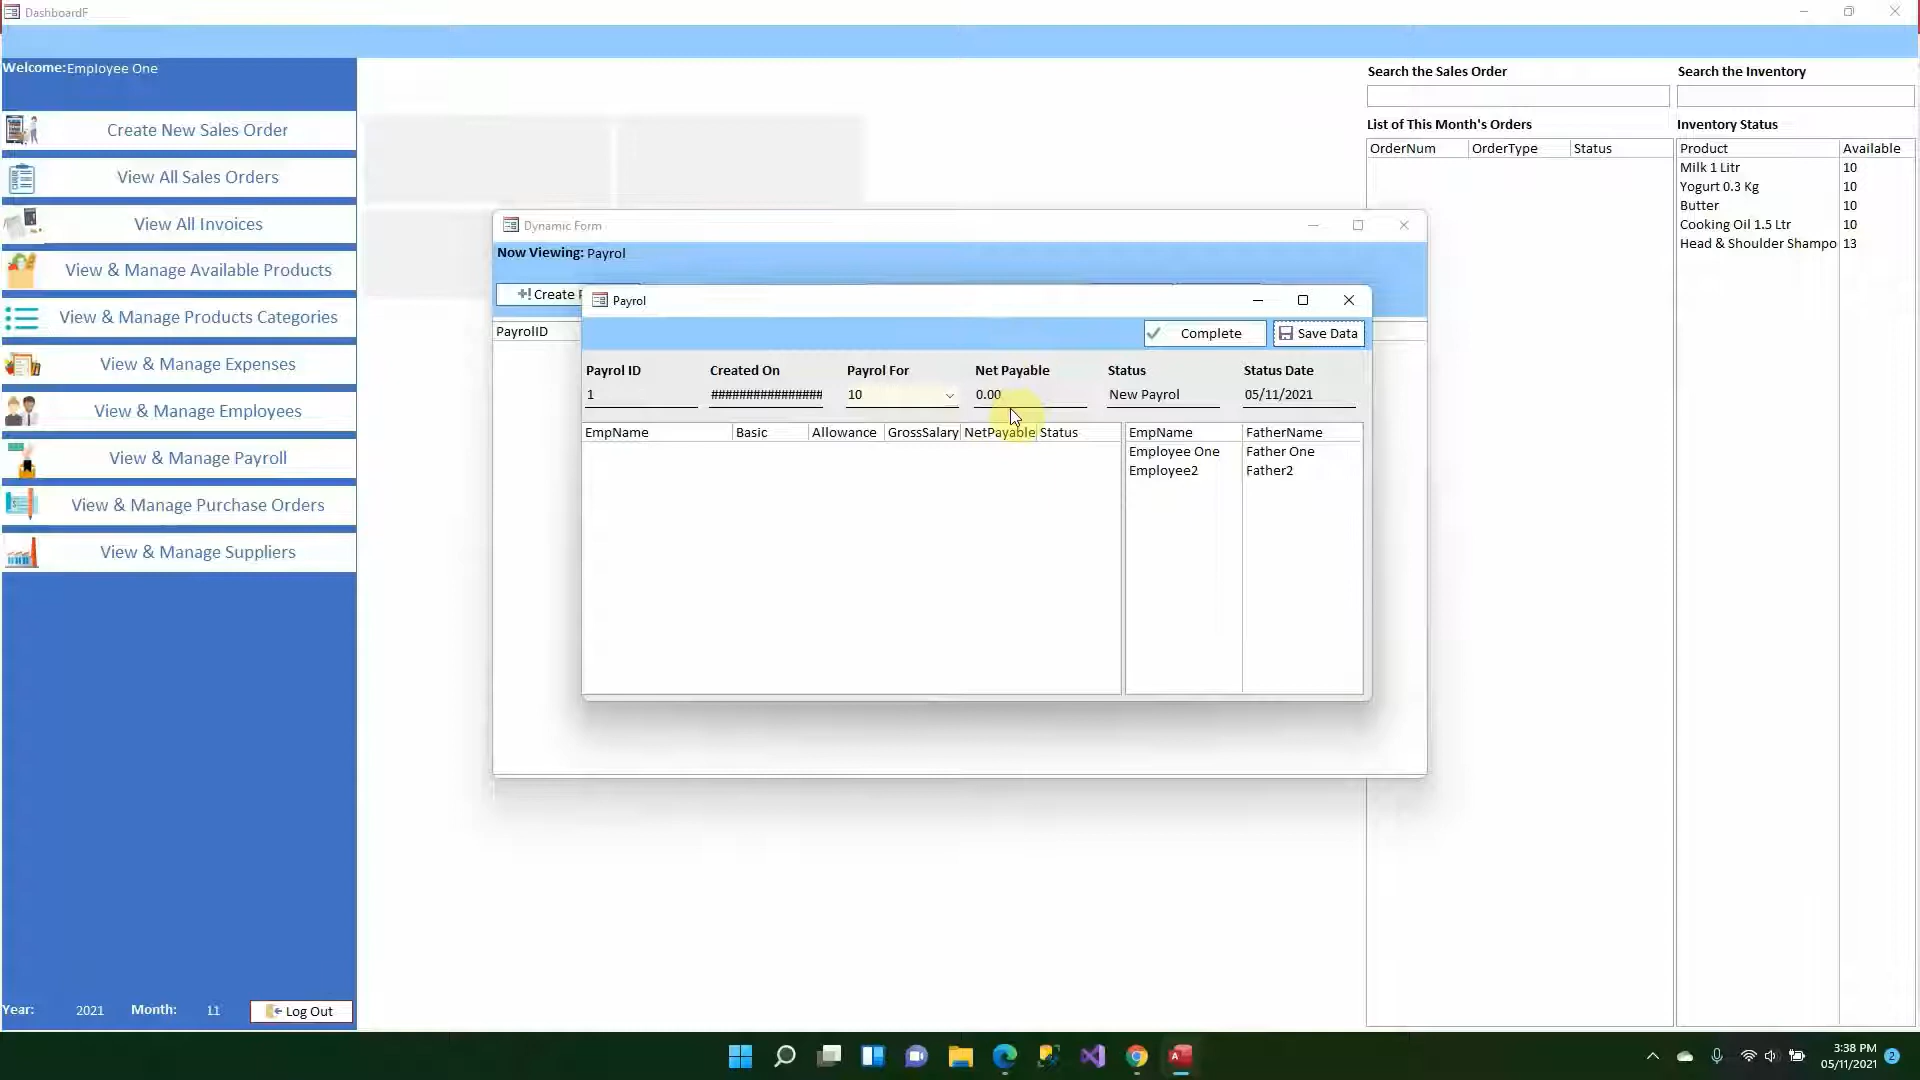 DashboardF
Welcome: Employee One
Create New Sales Order
View All Sales Orders
View All Invoices
View & Manage Available Products
View & Manage Products Categories
View & Manage Expenses
View & Manage Employees
View & Manage Payroll
View & Manage Purchase Orders
View & Manage Suppliers
Year: 2021 Month: 11 Log Out
Dynamic Form
Now Viewing: Payrol
Create
PayrolID
Payrol
Complete Save Data
Payrol ID Created On Payrol For Net Payable Status Status Date
1 ################ 10 0.00 New Payrol 05/11/2021
EmpName Basic Allowance GrossSalary NetPayable Status
EmpName FatherName
Employee One Father One
Employee2 Father2
Search the Sales Order
List of This Month's Orders
OrderNum OrderType Status
Search the Inventory
Inventory Status
Product Available
Milk 1 Litr 10
Yogurt 0.3 Kg 10
Butter 10
Cooking Oil 1.5 Ltr 10
Head & Shoulder Shampo 13
3:38 PM
05/11/2021
2